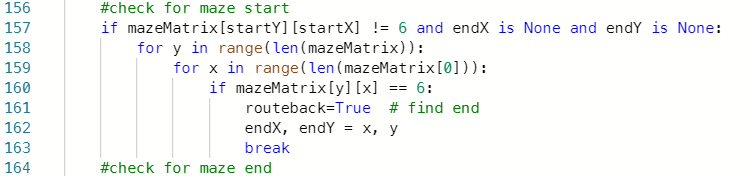 156 #check for maze start
157 if mazeMatrix[startY][startX] != 6 and endX is None and endY is None:
158 for y in range(len(mazeMatrix)):
159 for x in range(len(mazeMatrix[0])):
160 if mazeMatrix[y][x] == 6:
161 routeback=True  # find end
162 endX, endY = x, y
163 break
164 #check for maze end